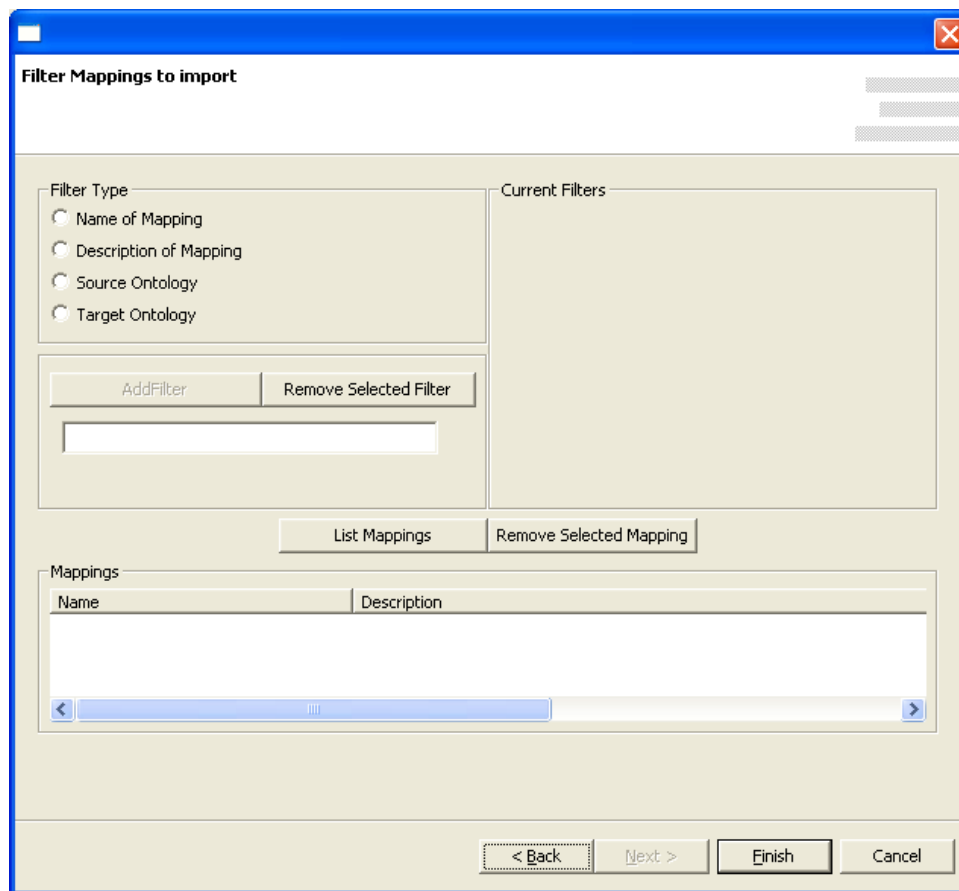 Filter Mappings to import
Filter Type
Name of Mapping
Description of Mapping
Source Ontology
Target Ontology
Current Filters
AddFilter
Remove Selected Filter
List Mappings
Remove Selected Mapping
Mappings
Name
Description
< Back
Next >
Finish
Cancel